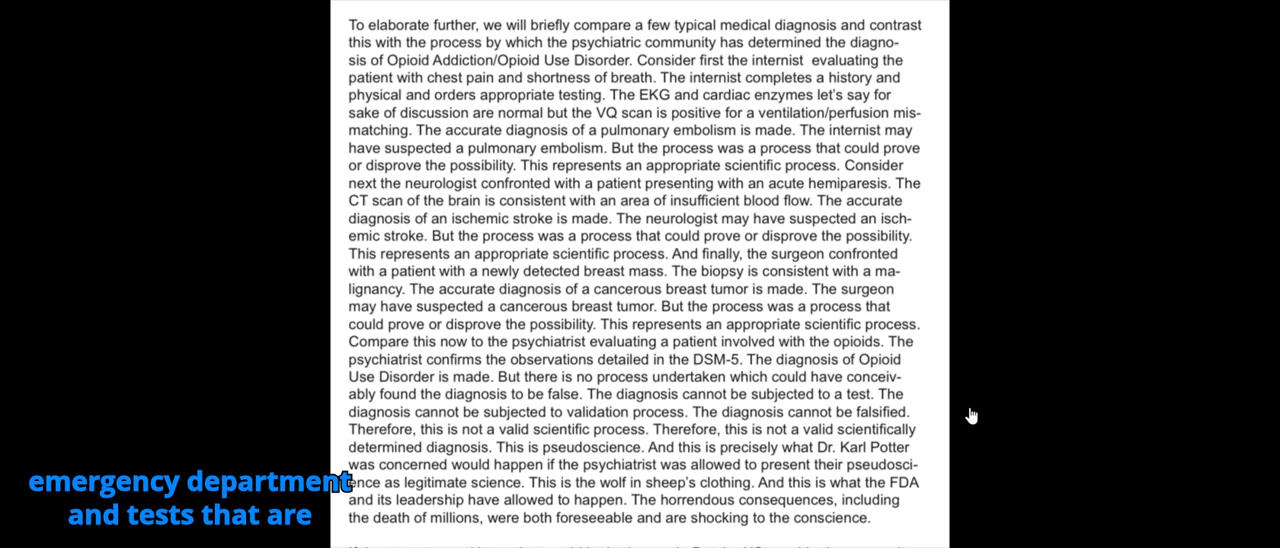 To elaborate further, we will briefly compare a few typical medical diagnosis and contrast
this with the process by which the psychiatric community has determined the diagno-
sis of Opioid Addiction/Opioid Use Disorder. Consider first the internist  evaluating the
patient with chest pain and shortness of breath. The internist completes a history and
physical and orders appropriate testing. The EKG and cardiac enzymes let's say for
sake of discussion are normal but the VQ scan is positive for a ventilation/perfusion mis-
matching. The accurate diagnosis of a pulmonary embolism is made. The internist may
have suspected a pulmonary embolism. But the process was a process that could prove
or disprove the possibility. This represents an appropriate scientific process. Consider
next the neurologist confronted with a patient presenting with an acute hemiparesis. The
CT scan of the brain is consistent with an area of insufficient blood flow. The accurate
diagnosis of an ischemic stroke is made. The neurologist may have suspected an isch-
emic stroke. But the process was a process that could prove or disprove the possibility.
This represents an appropriate scientific process. And finally, the surgeon confronted
with a patient with a newly detected breast mass. The biopsy is consistent with a ma-
lignancy. The accurate diagnosis of a cancerous breast tumor is made. The surgeon
may have suspected a cancerous breast tumor. But the process was a process that
could prove or disprove the possibility. This represents an appropriate scientific process.
Compare this now to the psychiatrist evaluating a patient involved with the opioids. The
psychiatrist confirms the observations detailed in the DSM-5. The diagnosis of Opioid
Use Disorder is made. But there is no process undertaken which could have conceiv-
ably found the diagnosis to be false. The diagnosis cannot be subjected to a test. The
diagnosis cannot be subjected to validation process. The diagnosis cannot be falsified.
Therefore, this is not a valid scientific process. Therefore, this is not a valid scientifically
determined diagnosis. This is pseudoscience. And this is precisely what Dr. Karl Potter
was concerned would happen if the psychiatrist was allowed to present their pseudosci-
ence as legitimate science. This is the wolf in sheep's clothing. And this is what the FDA
and its leadership have allowed to happen. The horrendous consequences, including
the death of millions, were both foreseeable and are shocking to the conscience.
emergency department
and tests that are